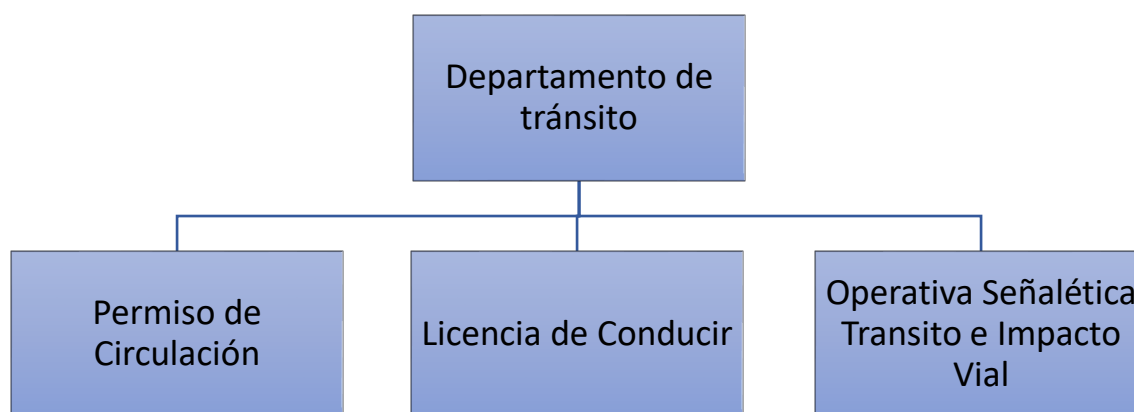 Departamento de
tránsito
Permiso de
Circulación
Licencia de Conducir
Operativa Señalética
Transito e Impacto
Vial